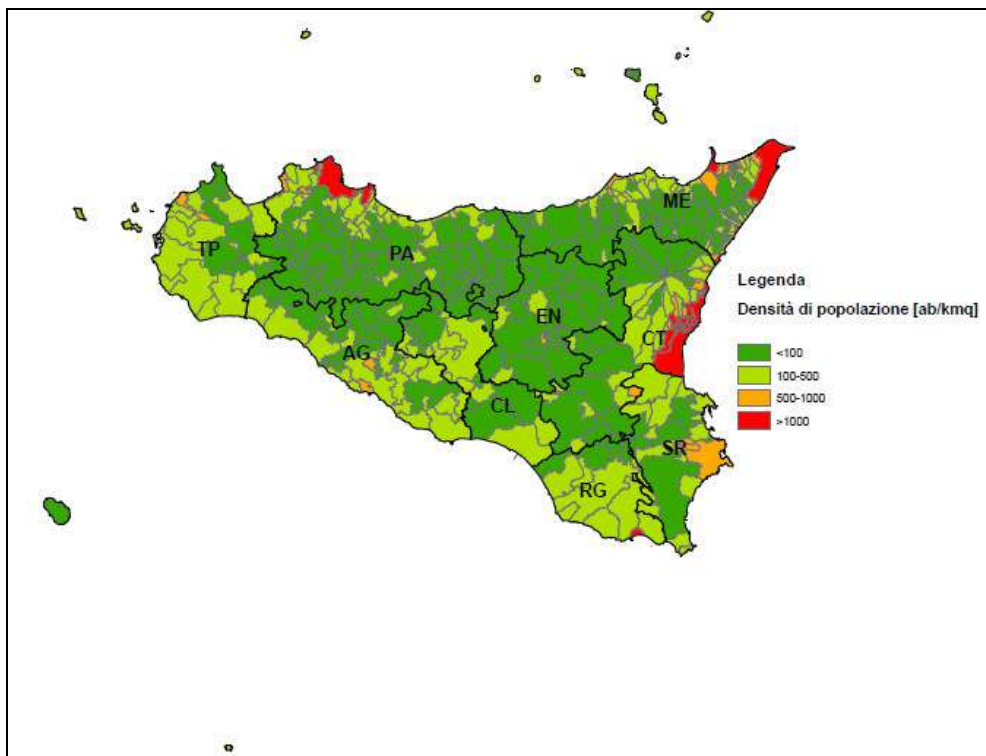 ME
TP
PA
Legenda
Densità di popolazione [ab/kmq]
EN
CT
AG
<100
100-500
500-1000
>1000
CL
SR
RG